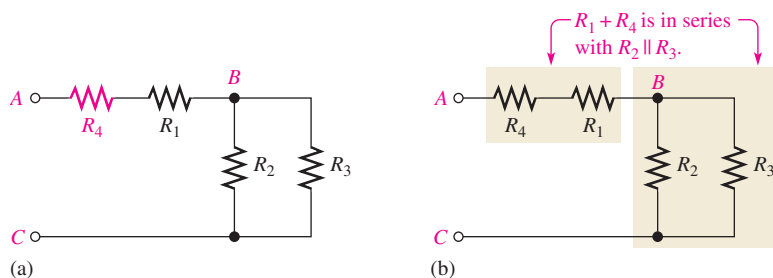 R₁ + R₄ is in series
with R₂ || R₃.
A
R₄
R₁
B
R₂
R₃
C
(a)
A
R₄
R₁
B
R₂
R₃
C
(b)